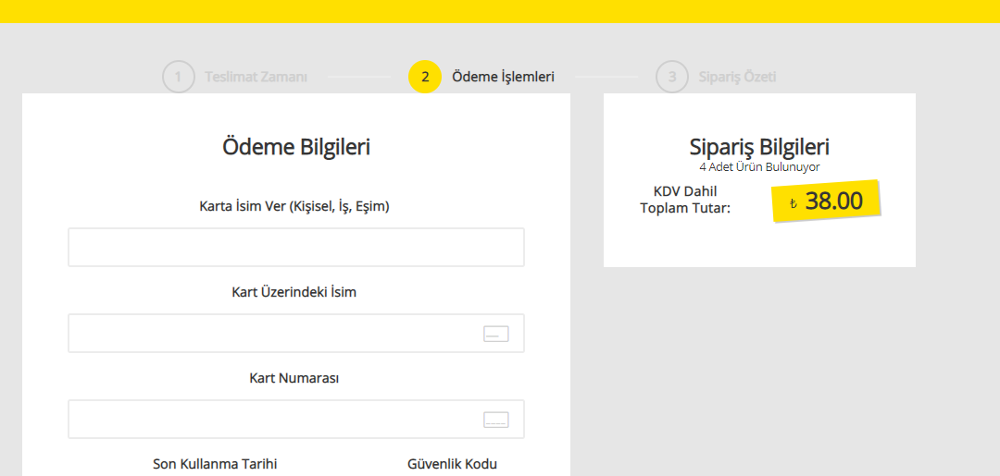 1 Teslimat Zamanı 2 Ödeme İşlemleri 3 Sipariş Özeti
Ödeme Bilgileri
Karta İsim Ver (Kişisel, İş, Eşim)
Kart Üzerindeki İsim
Kart Numarası
Son Kullanma Tarihi Güvenlik Kodu
Sipariş Bilgileri
4 Adet Ürün Bulunuyor
KDV Dahil
Toplam Tutar:
₺ 38.00